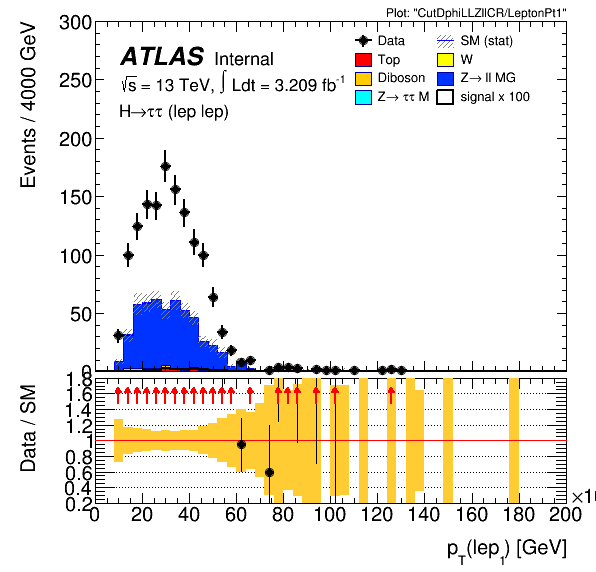 Plot: "CutDphiLLZllCR/LeptonPt1"
Events / 4000 GeV
300
250
200
150
100
50
0
ATLAS Internal
√s = 13 TeV, ∫ Ldt = 3.209 fb⁻¹
H→ττ (lep lep)
Data
SM (stat)
Top
W
Diboson
Z→ ll MG
Z→ ττ M
signal x 100
Data / SM
1.8
1.6
1.4
1.2
1
0.8
0.6
0.4
0.2
0 20 40 60 80 100 120 140 160 180 200
p_T(lep_1) [GeV]